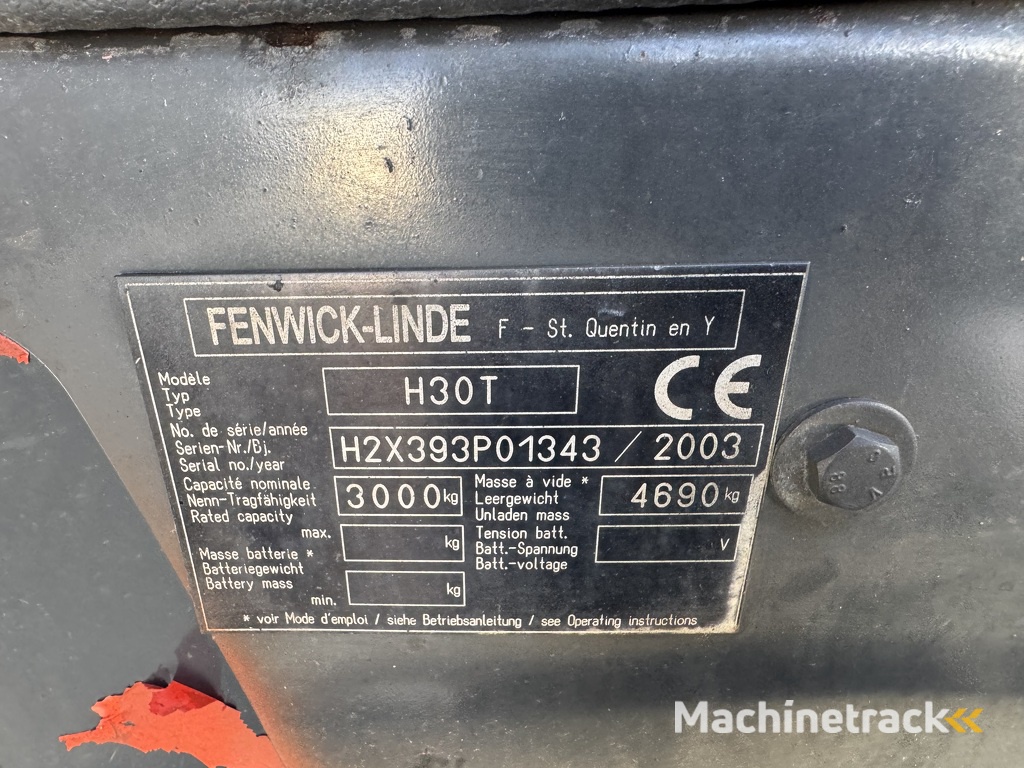 FENWICK-LINDE F - St. Quentin en Y
Modèle
Typ
Type
H30T
CE
No. de série/année
Serien-Nr./Bj.
Serial no./year
H2X393P01343 / 2003
Capacité nominale
Nenn-Tragfähigkeit
Rated capacity
3000 kg
Masse à vide *
Leergewicht
Unladen mass
4690 kg
max.
kg
Masse batterie *
Batteriegewicht
Battery mass
min.
kg
Tension batt.
Batt.-Spannung
Batt.-voltage
V
* voir Mode d'emploi / siehe Betriebsanleitung / see Operating instructions
8.8
Machinetrack